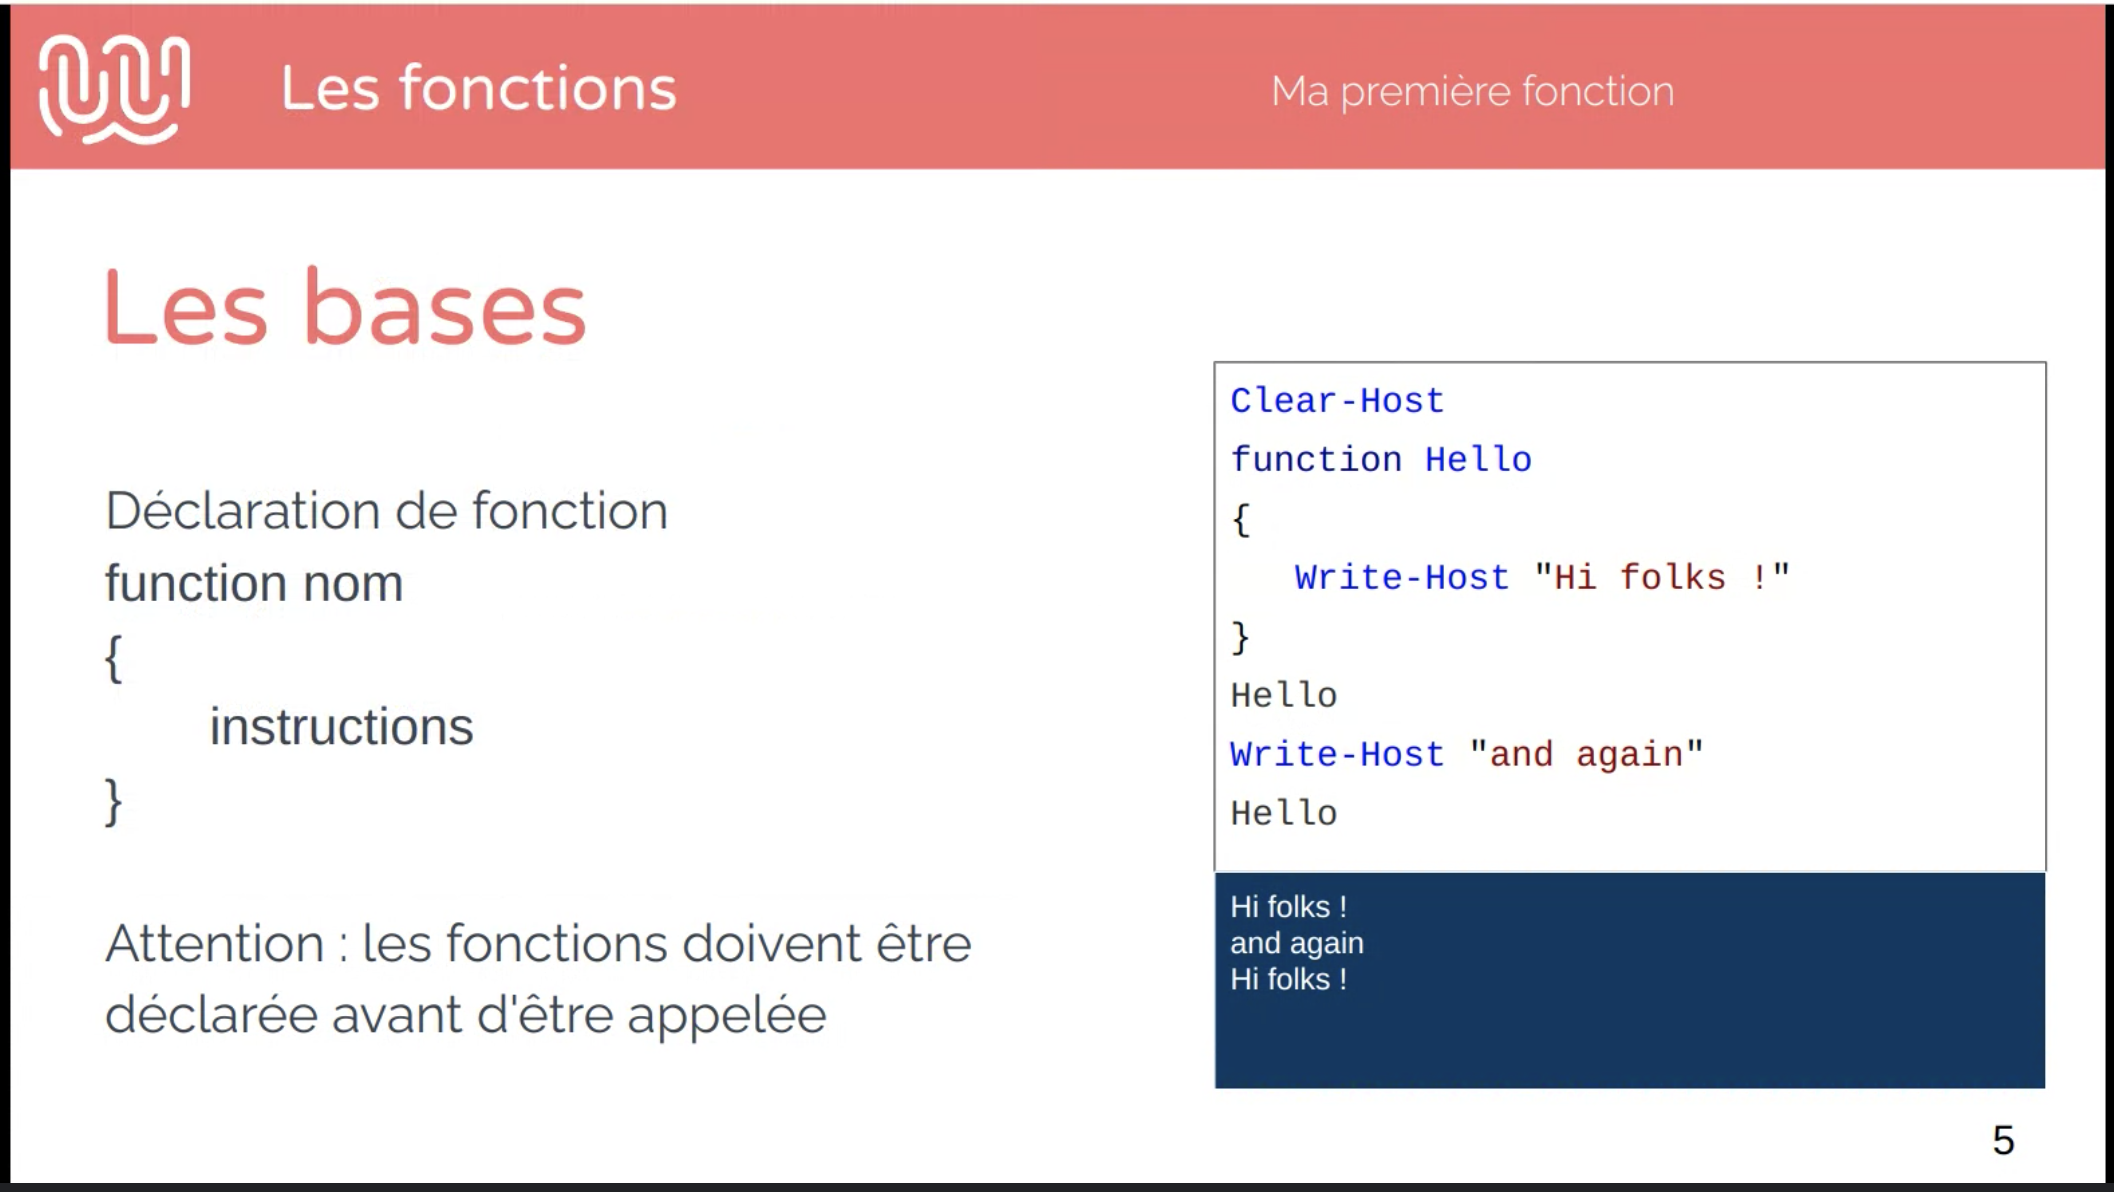 Les fonctions
Ma première fonction
Les bases
Déclaration de fonction
function nom
{
instructions
}
Attention : les fonctions doivent être
déclarée avant d'être appelée
Clear-Host
function Hello
{
   Write-Host "Hi folks !"
}
Hello
Write-Host "and again"
Hello
Hi folks !
and again
Hi folks !
5